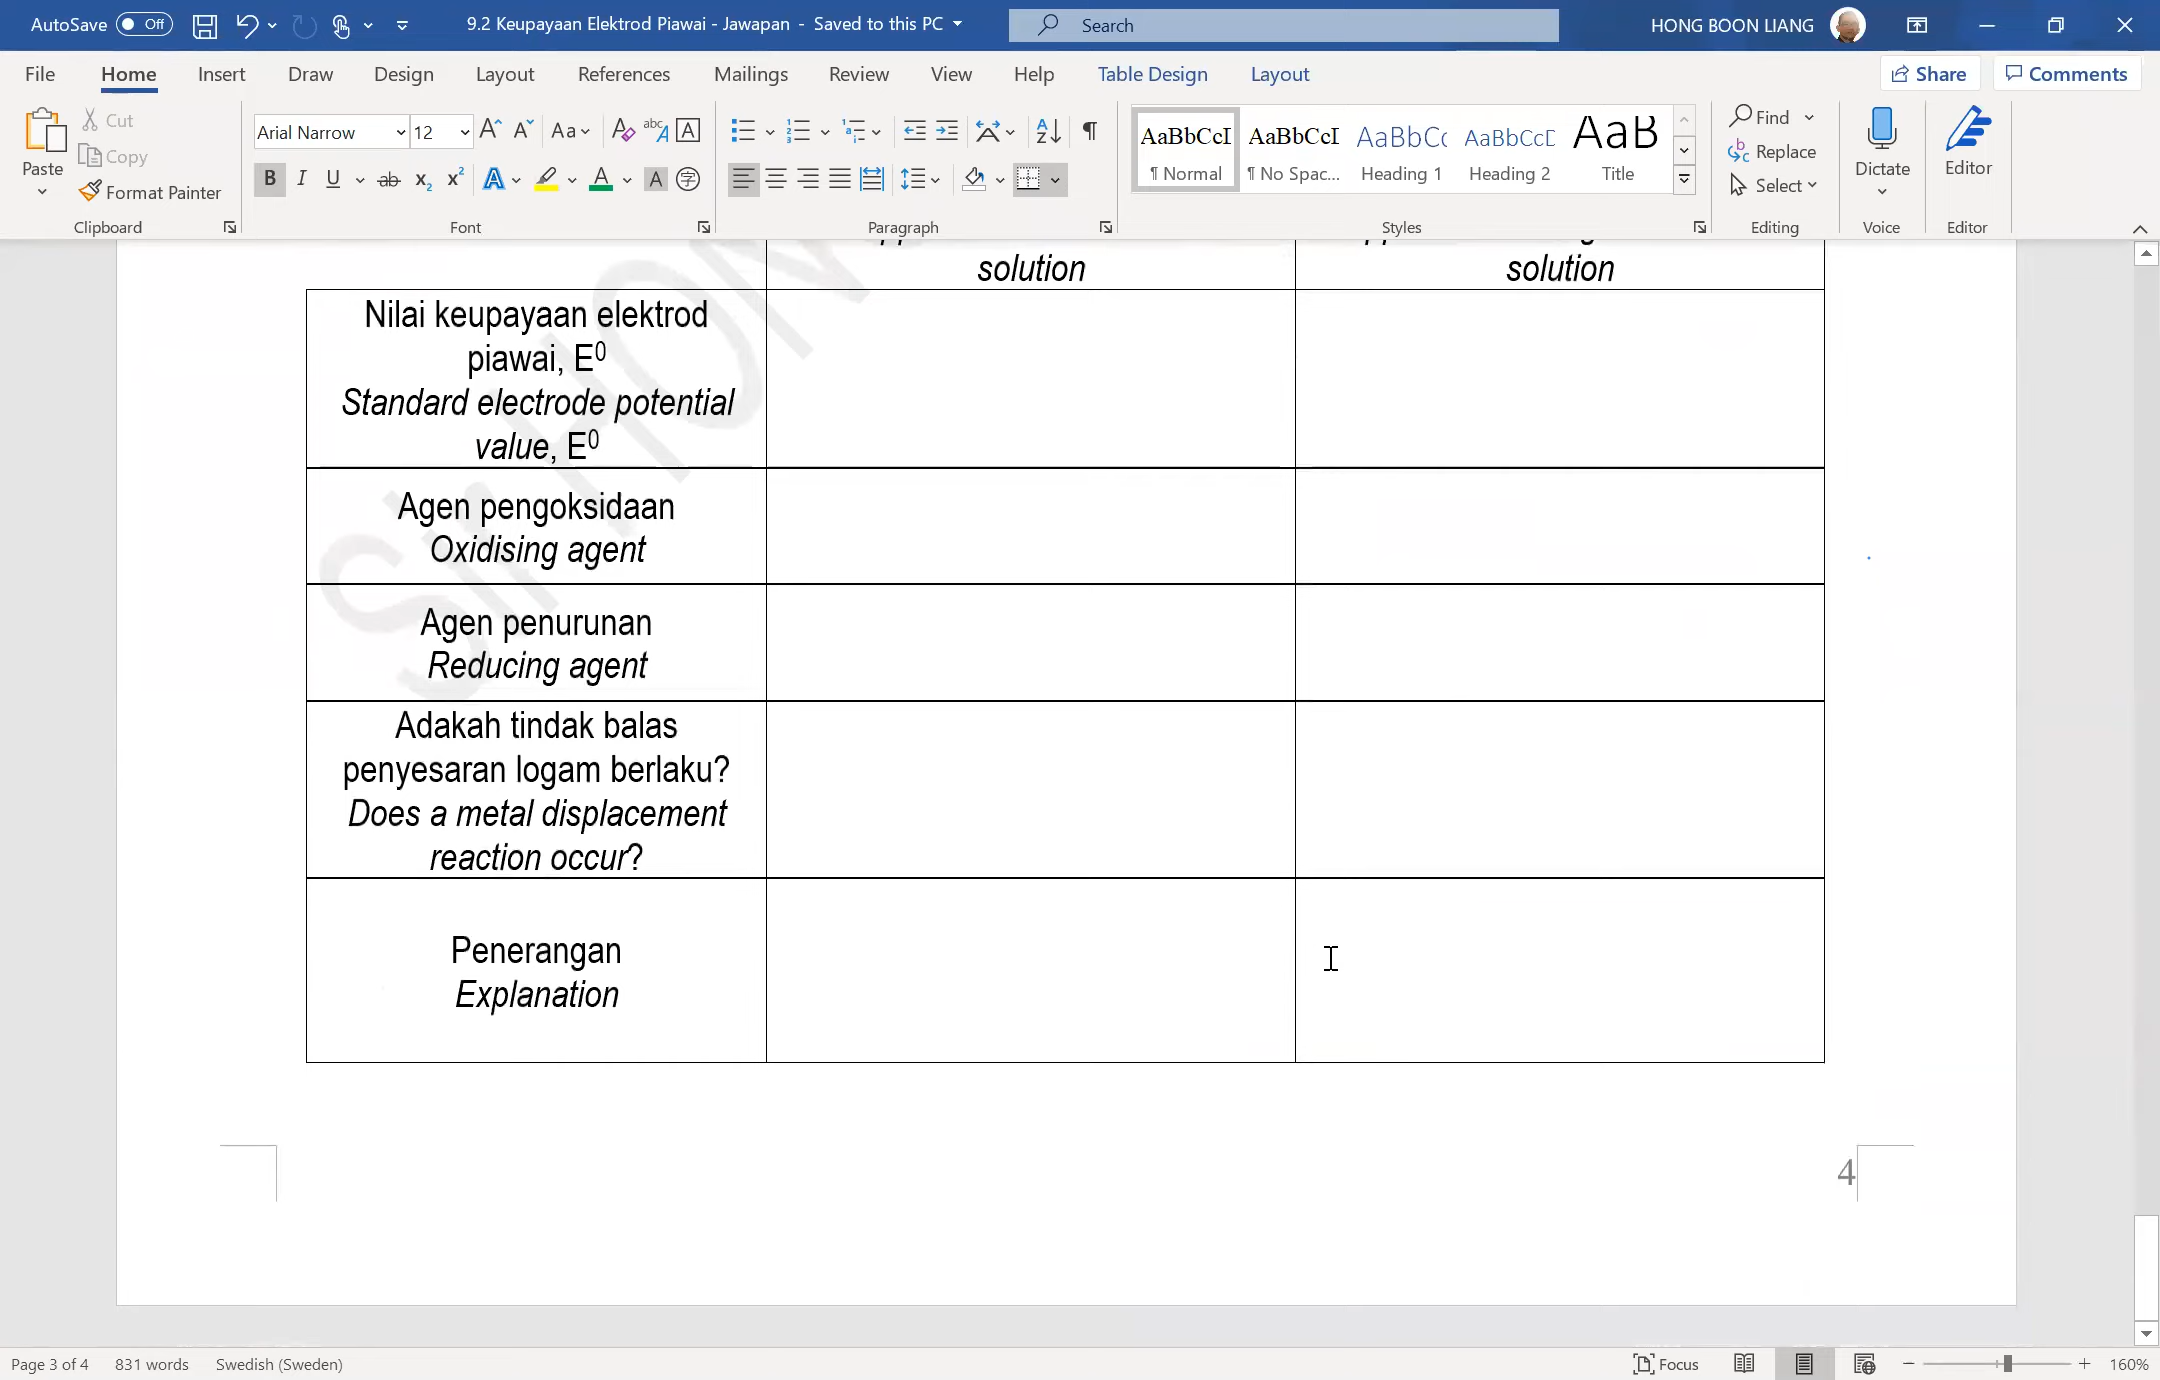 AutoSave Off 9.2 Keupayaan Elektrod Piawai - Jawapan - Saved to this PC Search HONG BOON LIANG
File Home Insert Draw Design Layout References Mailings Review View Help Table Design Layout Share Comments
Paste Cut Copy Format Painter
Arial Narrow 12
Aa
B I U ab x₂ x² A
AaBbCcI AaBbCcI AaBbCc AaBbCcD AaB
¶ Normal ¶ No Spac... Heading 1 Heading 2 Title
Find Replace Select
Dictate Editor
Clipboard Font Paragraph Styles Editing Voice Editor
solution solution
Nilai keupayaan elektrod
piawai, E⁰
Standard electrode potential
value, E⁰
Agen pengoksidaan
Oxidising agent
Agen penurunan
Reducing agent
Adakah tindak balas
penyesaran logam berlaku?
Does a metal displacement
reaction occur?
Penerangan
Explanation
4
Page 3 of 4 831 words Swedish (Sweden) Focus 160%